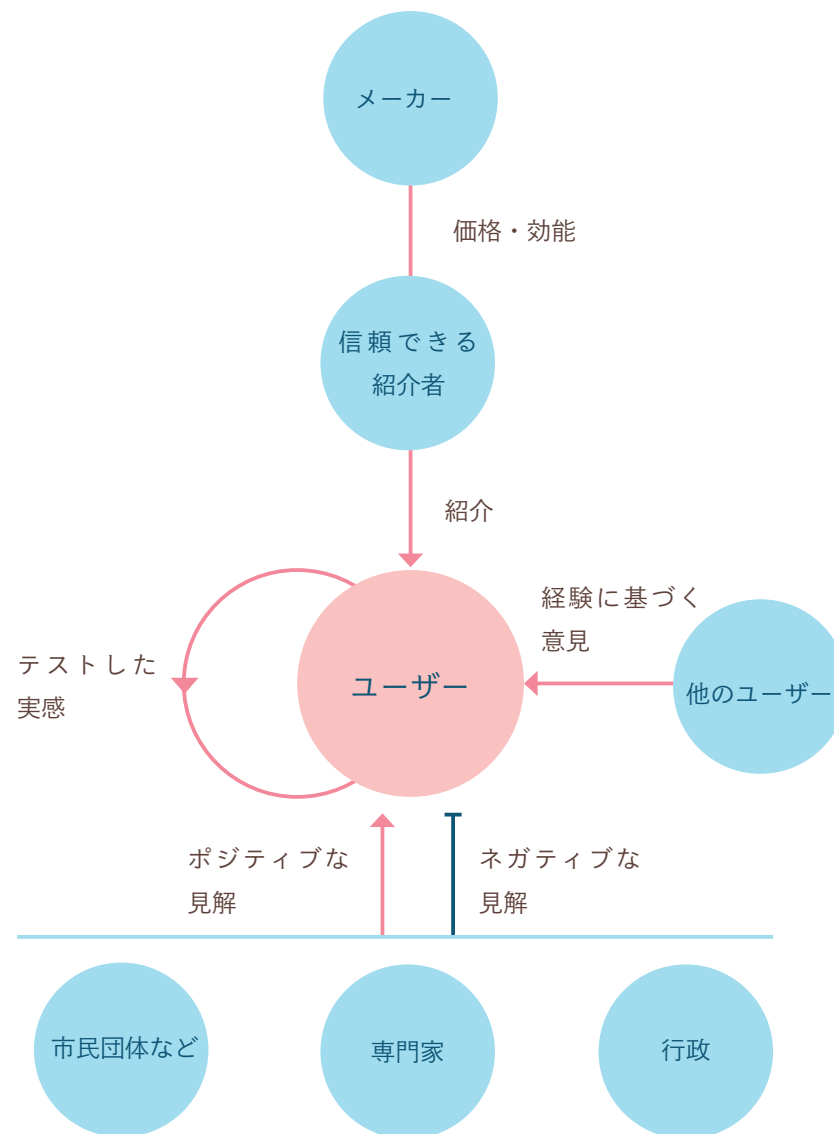 メーカー
価格・効能
信頼できる
紹介者
紹介
経験に基づく
意見
テストした
実感
ユーザー
他のユーザー
ポジティブな
見解
ネガティブな
見解
市民団体など
専門家
行政